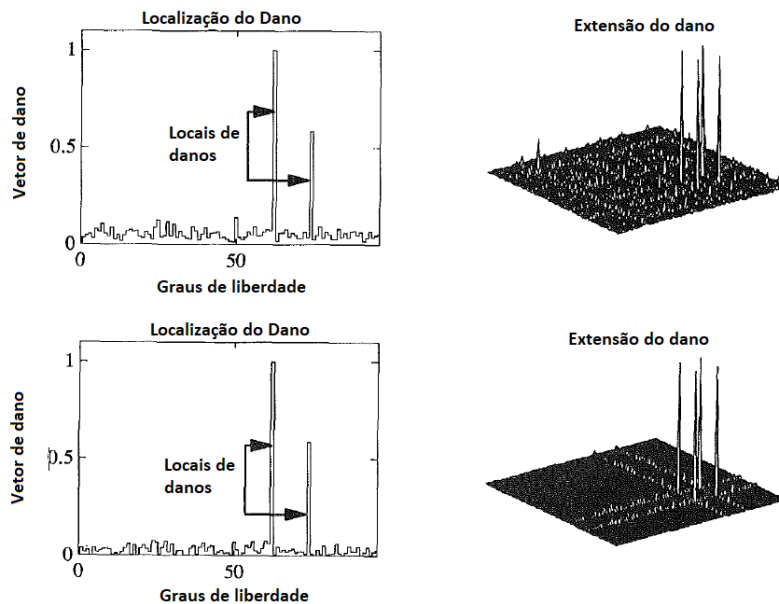 Localização do Dano
Extensão do dano
Vetor de dano
1
0.5
0
Locais de
danos
0
50
Graus de liberdade
Localização do Dano
Extensão do dano
Vetor de dano
1
0.5
0
Locais de
danos
0
50
Graus de liberdade